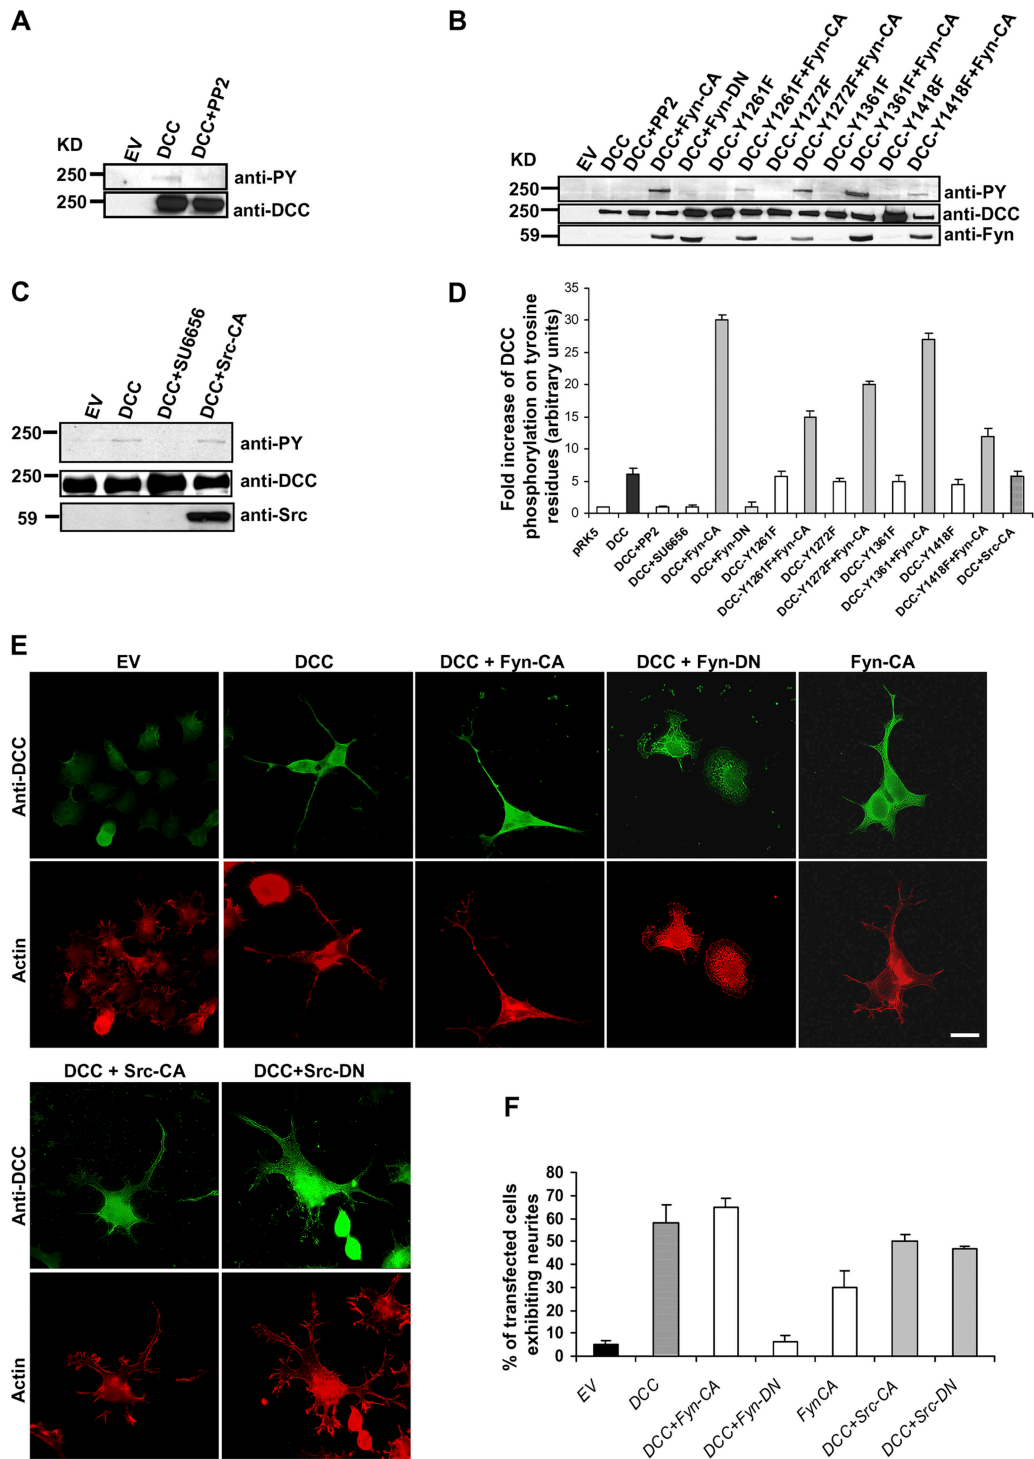 A
KD
EV
DCC
DCC+PP2
250
anti-PY
250
anti-DCC
B
KD
EV
DCC
DCC+PP2
DCC+Fyn-CA
DCC+Fyn-DN
DCC-Y1261F
DCC-Y1261F+Fyn-CA
DCC-Y1272F
DCC-Y1272F+Fyn-CA
DCC-Y1361F
DCC-Y1361F+Fyn-CA
DCC-Y1418F
DCC-Y1418F+Fyn-CA
250
anti-PY
250
anti-DCC
59
anti-Fyn
C
EV
DCC
DCC+SU6656
DCC+Src-CA
250
anti-PY
250
anti-DCC
59
anti-Src
D
Fold increase of DCC
phosphorylation on tyrosine
residues (arbitrary units)
35
30
25
20
15
10
5
0
pRK5
DCC
DCC+PP2
DCC+SU6656
DCC+Fyn-CA
DCC+Fyn-DN
DCC-Y1261F
DCC-Y1261F+Fyn-CA
DCC-Y1272F
DCC-Y1272F+Fyn-CA
DCC-Y1361F
DCC-Y1361+Fyn-CA
DCC-Y1418F
DCC-Y1418F+Fyn-CA
DCC+Src-CA
E
EV
DCC
DCC + Fyn-CA
DCC + Fyn-DN
Fyn-CA
Anti-DCC
Actin
DCC + Src-CA
DCC+Src-DN
Anti-DCC
Actin
F
% of transfected cells
exhibiting neurites
80
70
60
50
40
30
20
10
0
EV
DCC
DCC+Fyn-CA
DCC+Fyn-DN
FynCA
DCC+Src-CA
DCC+Src-DN